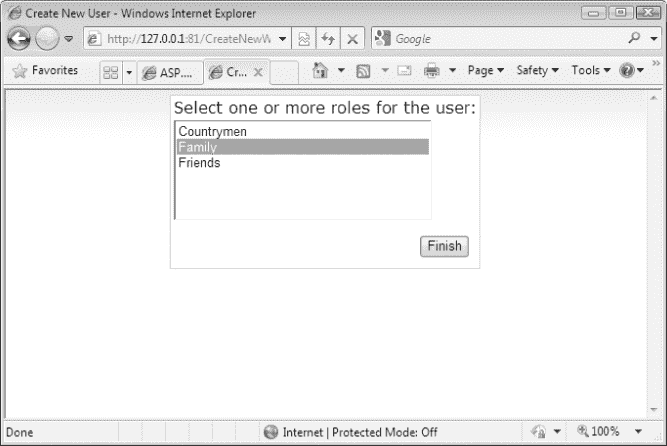 Create New User - Windows Internet Explorer
http://127.0.0.1:81/CreateNewW
Google
Favorites
ASP....
Cr...
Page
Safety
Tools
Select one or more roles for the user:
Countrymen
Family
Friends
Finish
Done
Internet | Protected Mode: Off
100%